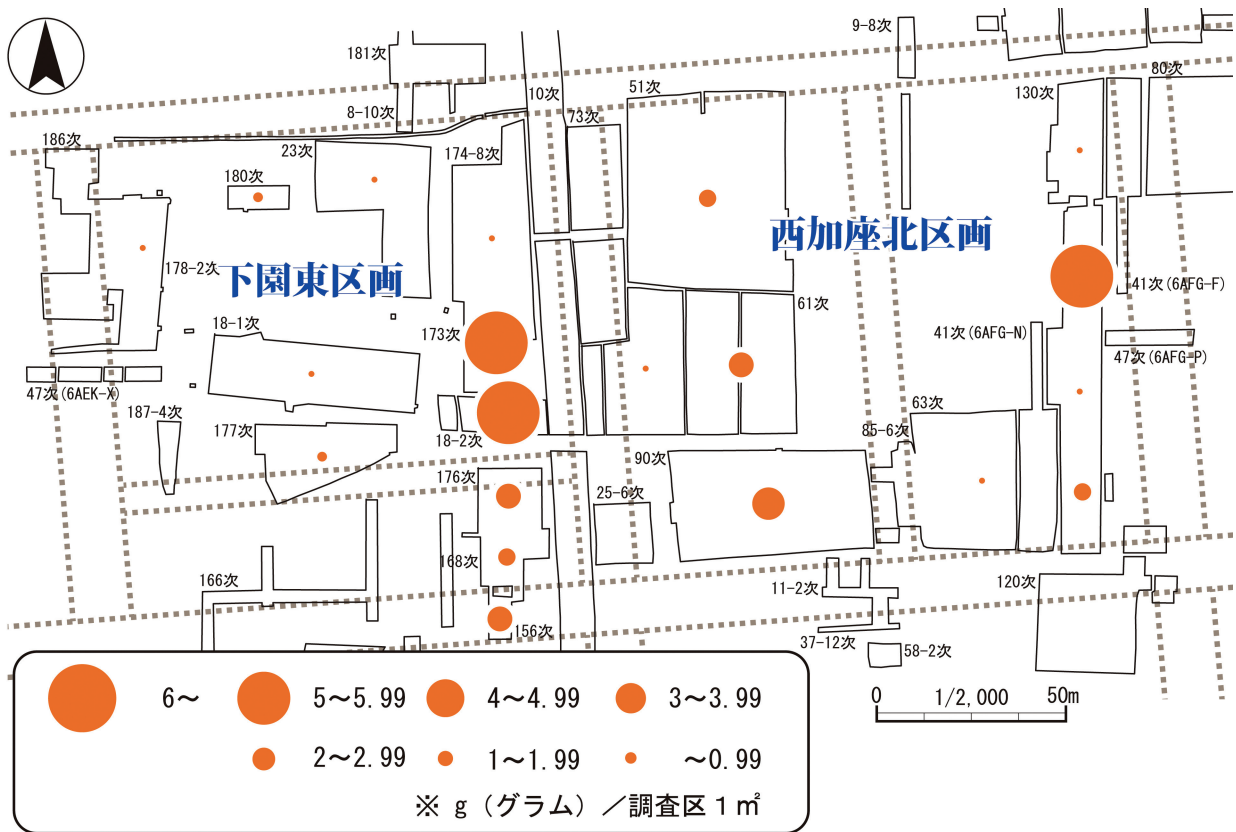 9-8次
181次
51次
80次
10次
130次
8-10次
73次
186次
23次
174-8次
180次
西加座北区画
178-2次
下園東区画
41次(6AFG-F)
61次
18-1次
173次
41次(6AFG-N)
47次(6AFG-P)
47次(6AEK-X)
187-4次
63次
177次
18-2次
85-6次
90次
176次
25-6次
168次
166次
11-2次
120次
156次
37-12次
58-2次
6〜 5〜5.99 4〜4.99 3〜3.99
2〜2.99 1〜1.99 〜0.99
※ g（グラム）／調査区1㎡
0 1/2,000 50m